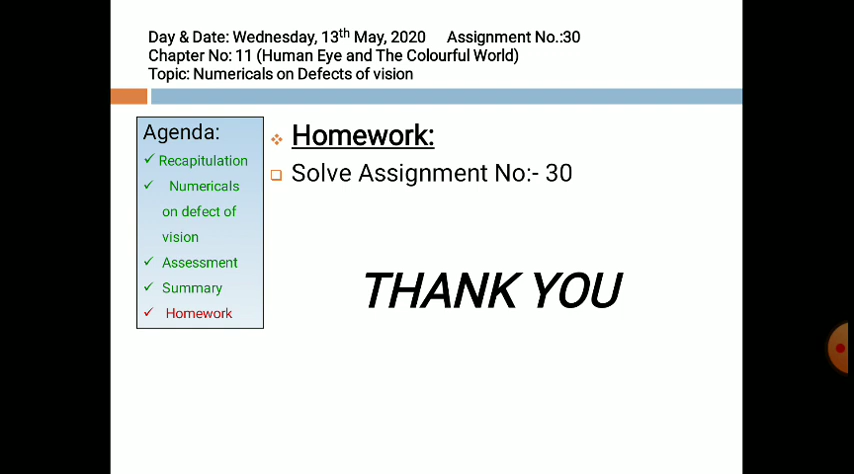 Day & Date: Wednesday, 13th May, 2020 Assignment No.:30
Chapter No: 11 (Human Eye and The Colourful World)
Topic: Numericals on Defects of vision
Agenda:
✓ Recapitulation
✓ Numericals
on defect of
vision
✓ Assessment
✓ Summary
✓ Homework
❖ Homework:
❑ Solve Assignment No:- 30
THANK YOU